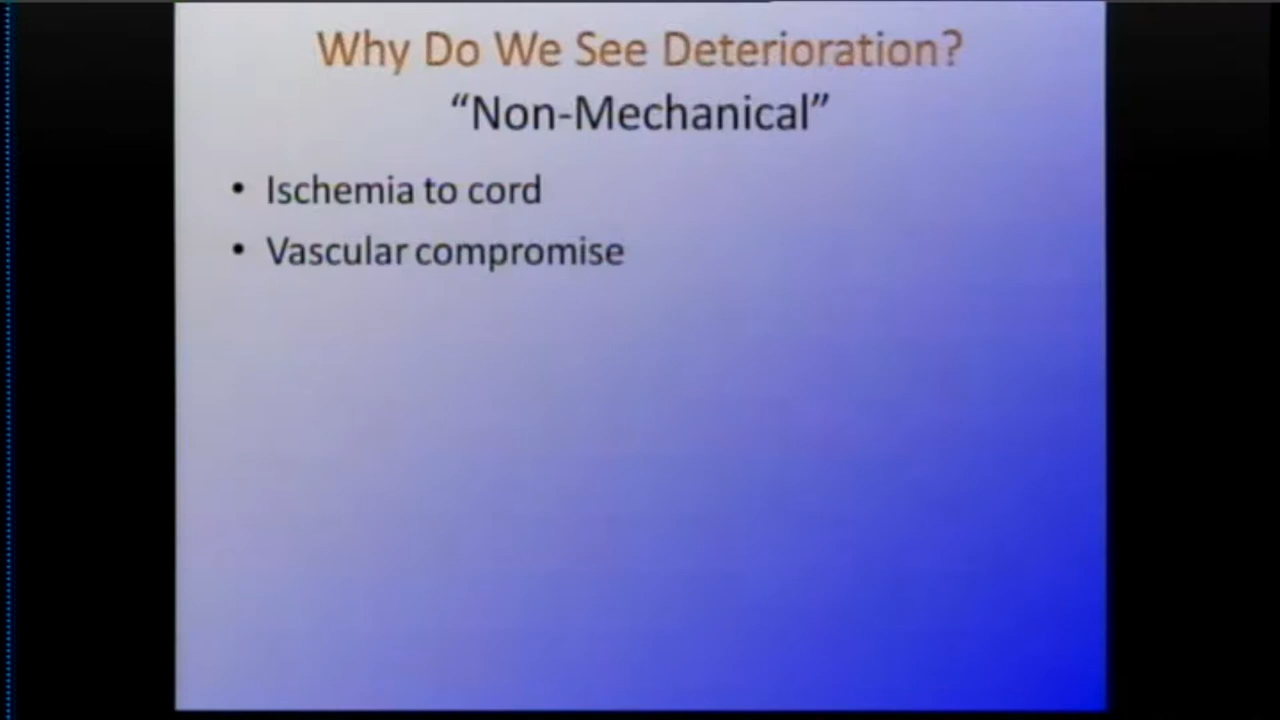 Why Do We See Deterioration?
“Non-Mechanical”
• Ischemia to cord
• Vascular compromise